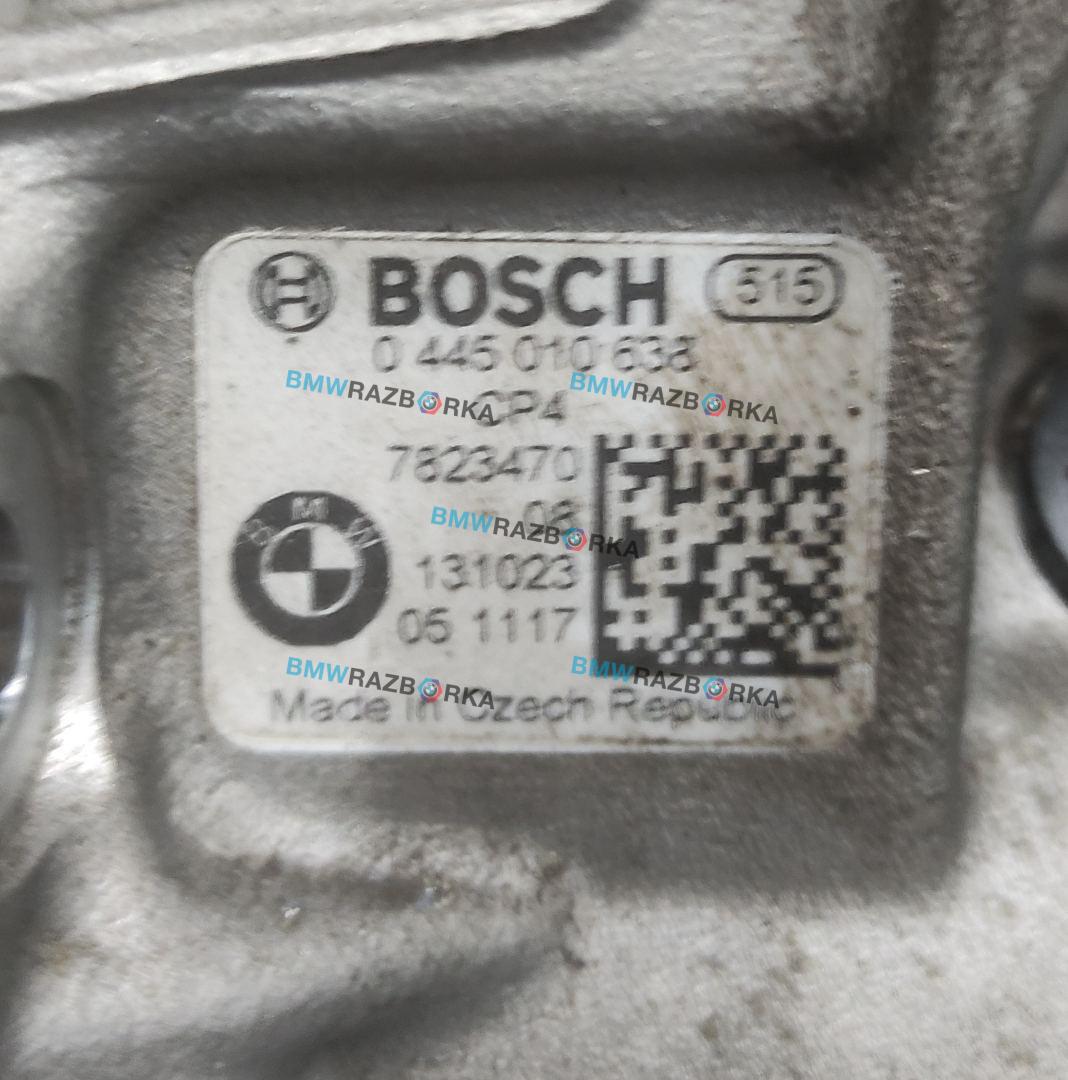 BOSCH 515
0 445 010 638
BMWRAZBORKA BMWRAZBORKA
CP4
7823470
BMWRAZBORKA
BMW
131023
05 1117
BMWRAZBORKA BMWRAZBORKA
Made in Czech Republic